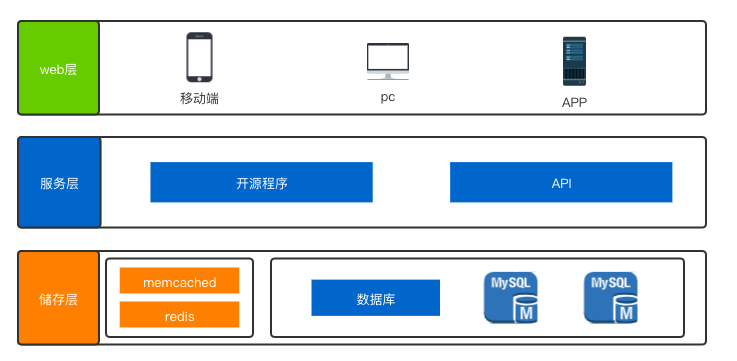 web层
移动端
pc
APP
服务层
开源程序
API
储存层
memcached
redis
数据库
MySQL
M
MySQL
M